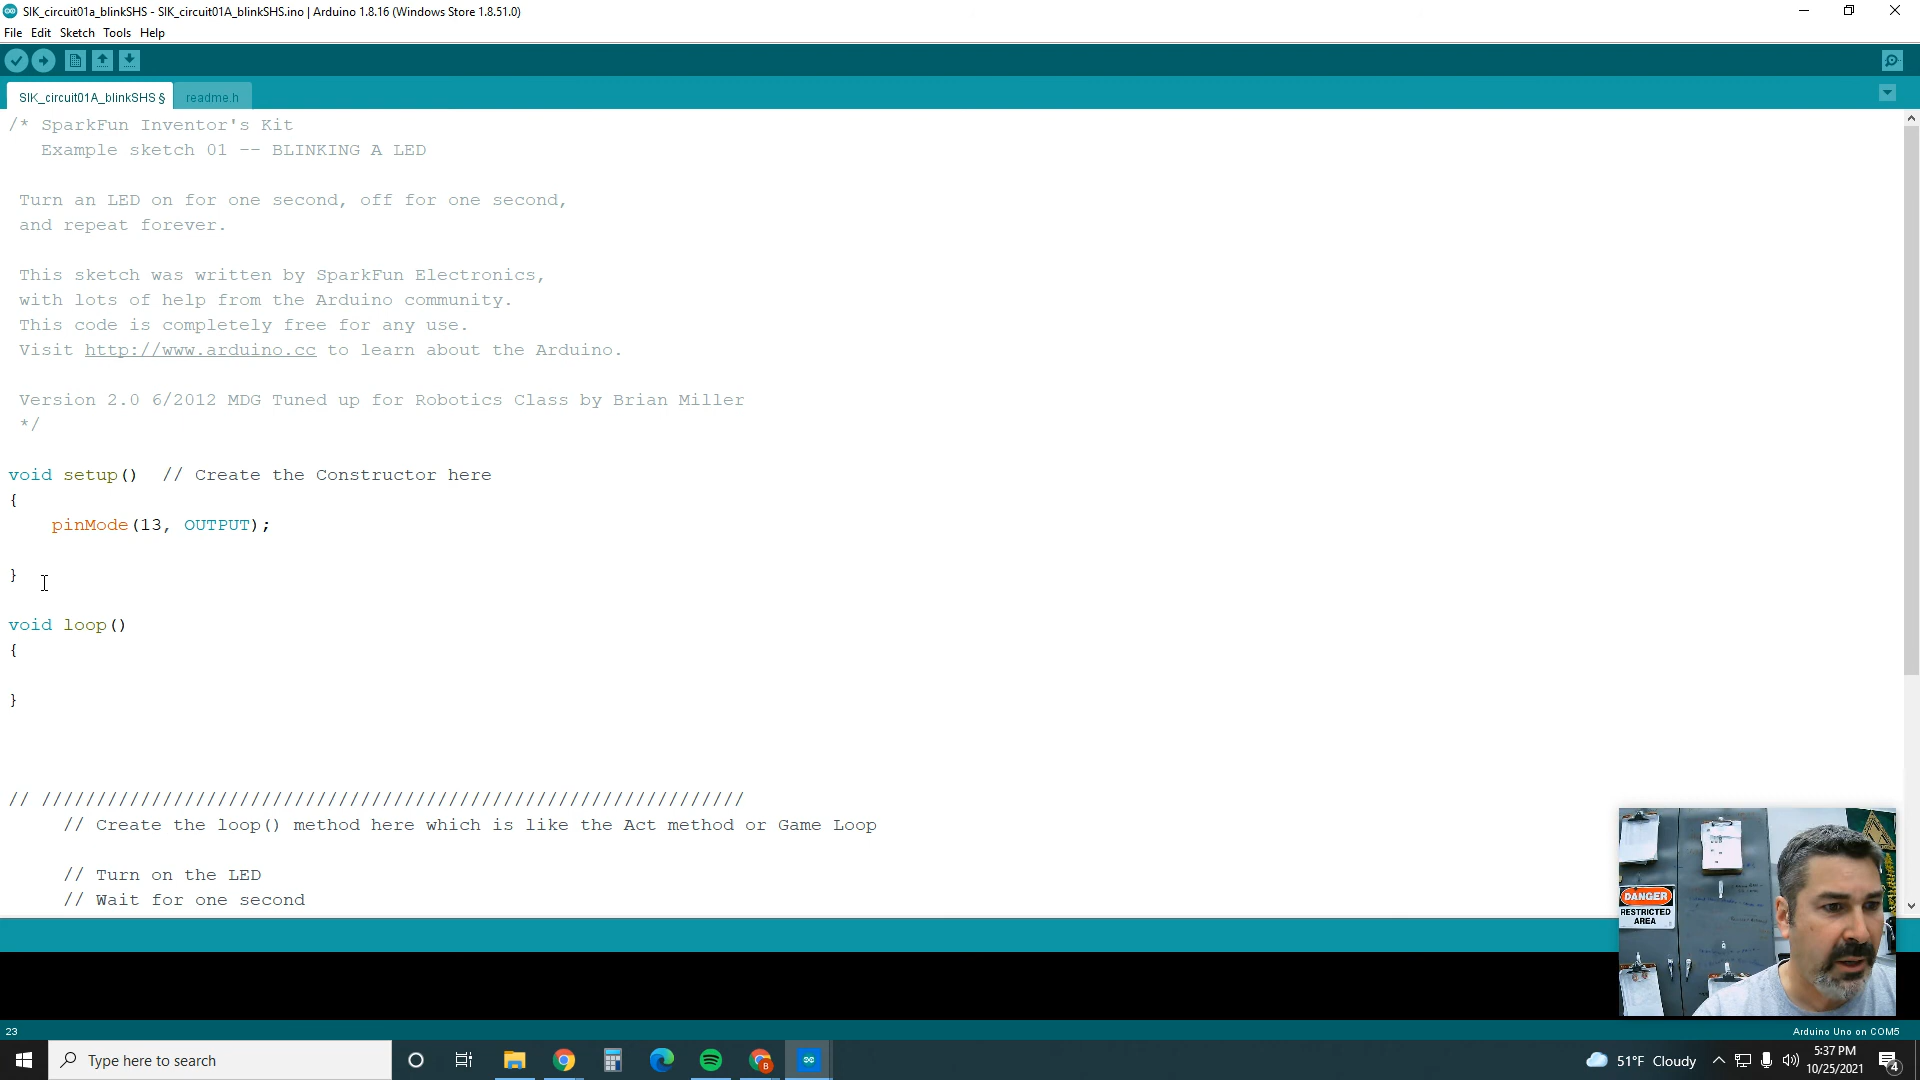 SIK_circuit01a_blinkSHS - SIK_circuit01A_blinkSHS.ino | Arduino 1.8.16 (Windows Store 1.8.51.0)
File Edit Sketch Tools Help
SIK_circuit01A_blinkSHS § readme.h
/* SparkFun Inventor's Kit
Example sketch 01 -- BLINKING A LED
Turn an LED on for one second, off for one second,
and repeat forever.
This sketch was written by SparkFun Electronics,
with lots of help from the Arduino community.
This code is completely free for any use.
Visit http://www.arduino.cc to learn about the Arduino.
Version 2.0 6/2012 MDG Tuned up for Robotics Class by Brian Miller
*/
void setup() // Create the Constructor here
{
pinMode(13, OUTPUT);
}
void loop()
{
}
// ////////////////////////////////////////////////////////////////
// Create the loop() method here which is like the Act method or Game Loop
// Turn on the LED
// Wait for one second
DANGER
RESTRICTED
AREA
23
Arduino Uno on COM5
Type here to search
51°F Cloudy
5:37 PM
10/25/2021
4